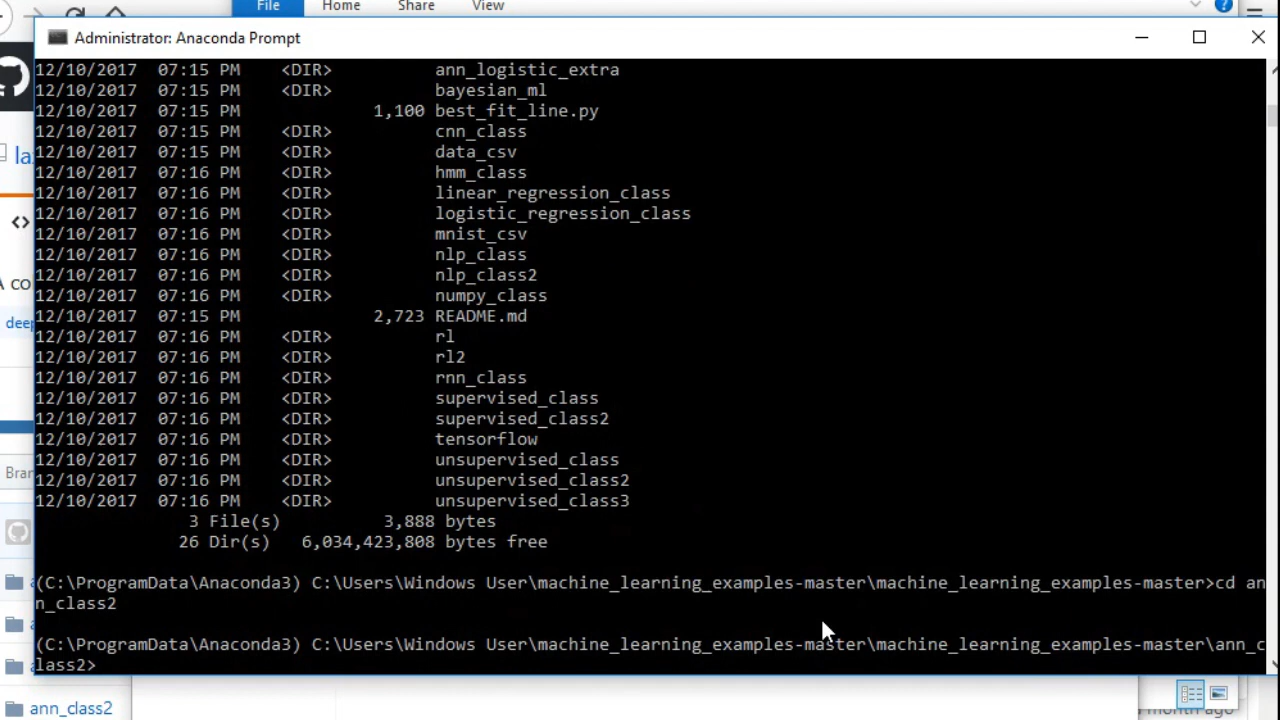 File Home Share View
Administrator: Anaconda Prompt
12/10/2017 07:15 PM <DIR> ann_logistic_extra
12/10/2017 07:15 PM <DIR> bayesian_ml
12/10/2017 07:15 PM 1,100 best_fit_line.py
12/10/2017 07:15 PM <DIR> cnn_class
12/10/2017 07:15 PM <DIR> data_csv
12/10/2017 07:15 PM <DIR> hmm_class
12/10/2017 07:16 PM <DIR> linear_regression_class
12/10/2017 07:16 PM <DIR> logistic_regression_class
12/10/2017 07:16 PM <DIR> mnist_csv
12/10/2017 07:16 PM <DIR> nlp_class
12/10/2017 07:16 PM <DIR> nlp_class2
12/10/2017 07:16 PM <DIR> numpy_class
12/10/2017 07:15 PM 2,723 README.md
12/10/2017 07:16 PM <DIR> rl
12/10/2017 07:16 PM <DIR> rl2
12/10/2017 07:16 PM <DIR> rnn_class
12/10/2017 07:16 PM <DIR> supervised_class
12/10/2017 07:16 PM <DIR> supervised_class2
12/10/2017 07:16 PM <DIR> tensorflow
12/10/2017 07:16 PM <DIR> unsupervised_class
12/10/2017 07:16 PM <DIR> unsupervised_class2
12/10/2017 07:16 PM <DIR> unsupervised_class3
3 File(s) 3,888 bytes
26 Dir(s) 6,034,423,808 bytes free
(C:\ProgramData\Anaconda3) C:\Users\Windows User\machine_learning_examples-master\machine_learning_examples-master>cd an
n_class2
(C:\ProgramData\Anaconda3) C:\Users\Windows User\machine_learning_examples-master\machine_learning_examples-master\ann_c
lass2>
ann_class2